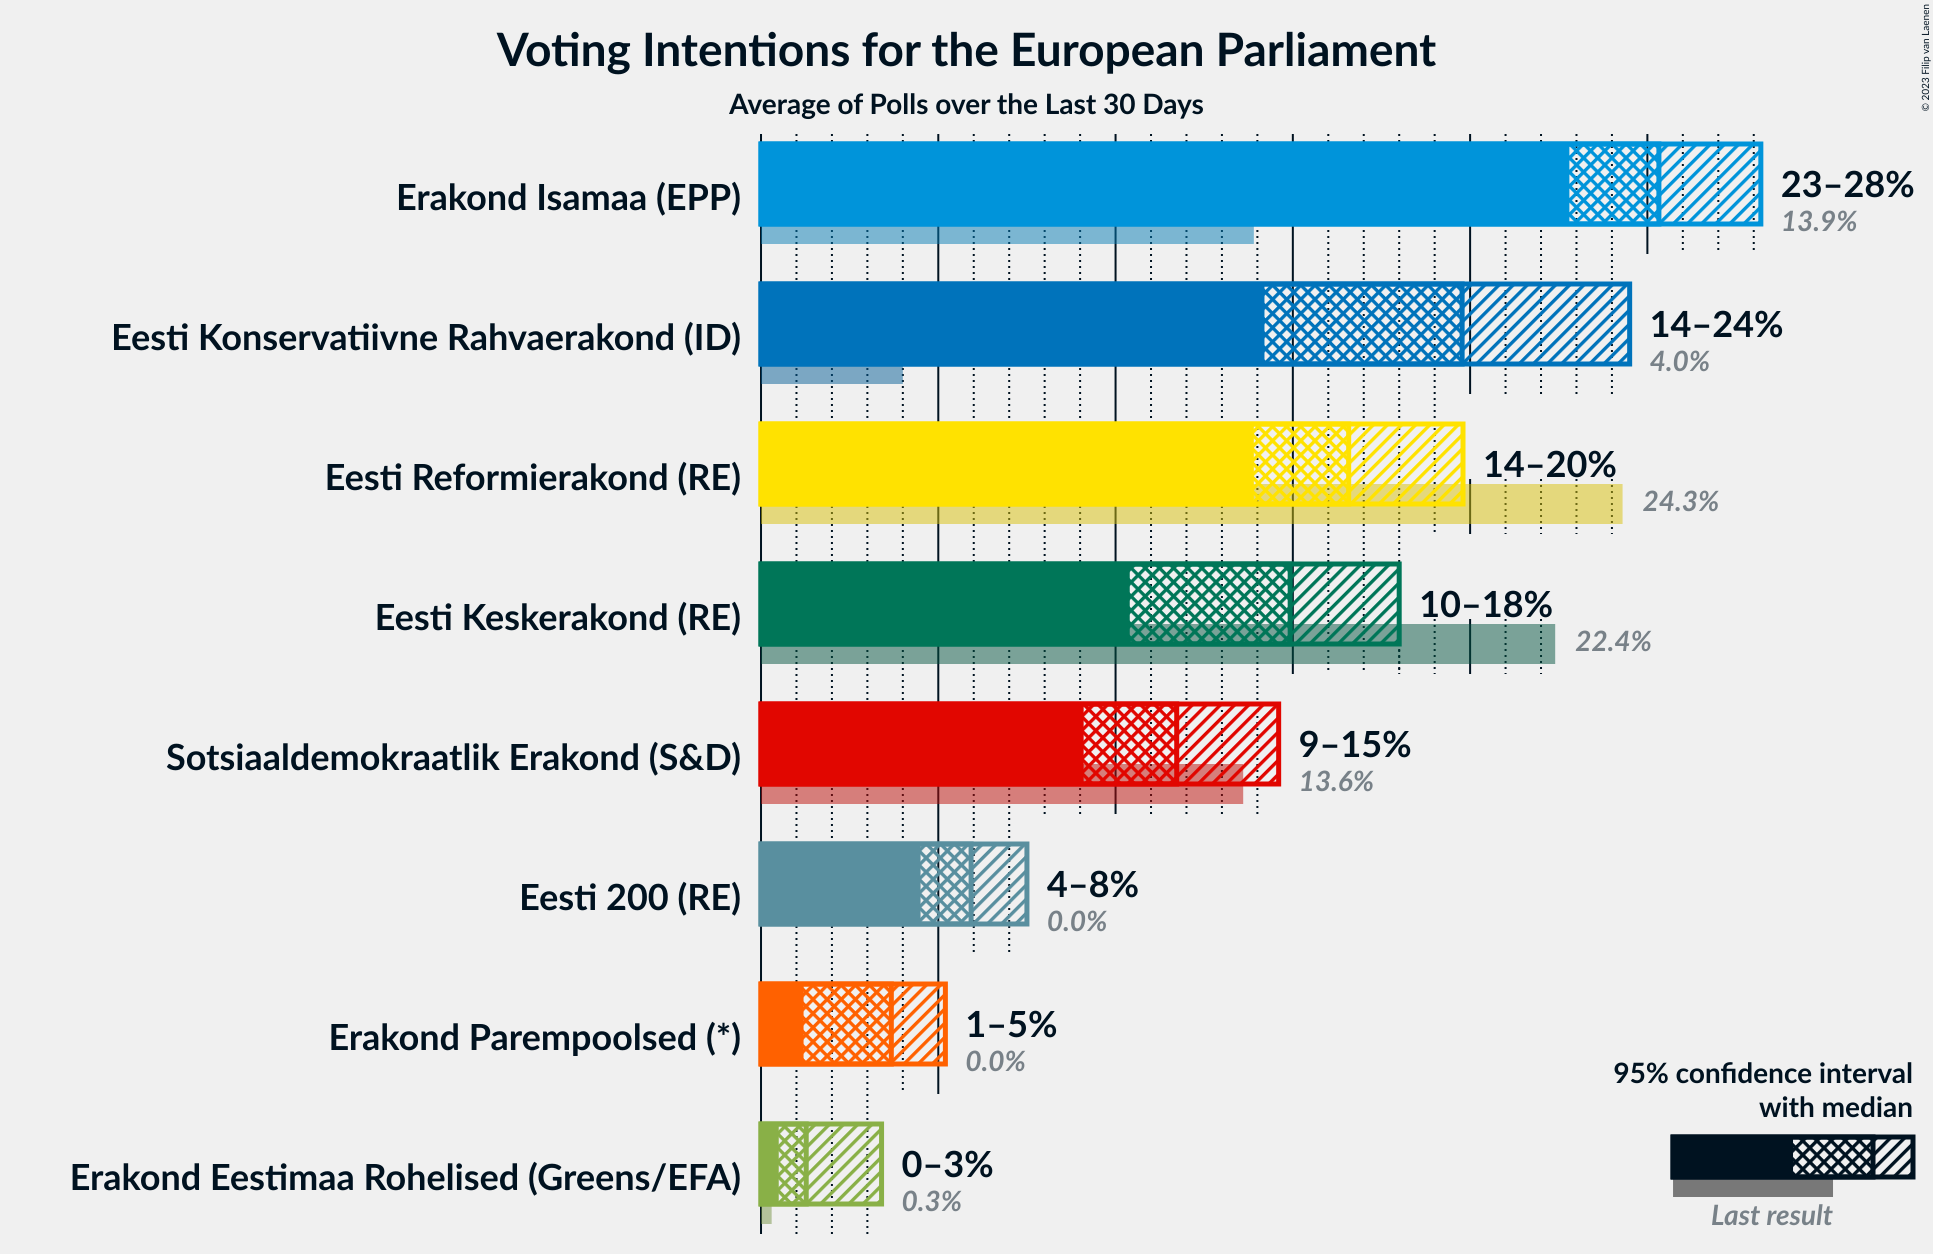 © 2023 Filip van Laenen
Voting Intentions for the European Parliament
Average of Polls over the Last 30 Days
Erakond Isamaa (EPP)
23–28%
13.9%
Eesti Konservatiivne Rahvaerakond (ID)
14–24%
4.0%
Eesti Reformierakond (RE)
14–20%
24.3%
Eesti Keskerakond (RE)
10–18%
22.4%
Sotsiaaldemokraatlik Erakond (S&D)
9–15%
13.6%
Eesti 200 (RE)
4–8%
0.0%
Erakond Parempoolsed (*)
1–5%
0.0%
Erakond Eestimaa Rohelised (Greens/EFA)
0–3%
0.3%
95% confidence interval
with median
Last result